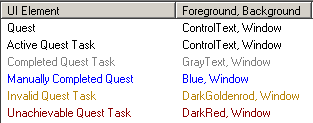 UI Element Foreground, Background
Quest ControlText, Window
Active Quest Task ControlText, Window
Completed Quest Task GrayText, Window
Manually Completed Quest Blue, Window
Invalid Quest Task DarkGoldenrod, Window
Unachievable Quest Task DarkRed, Window